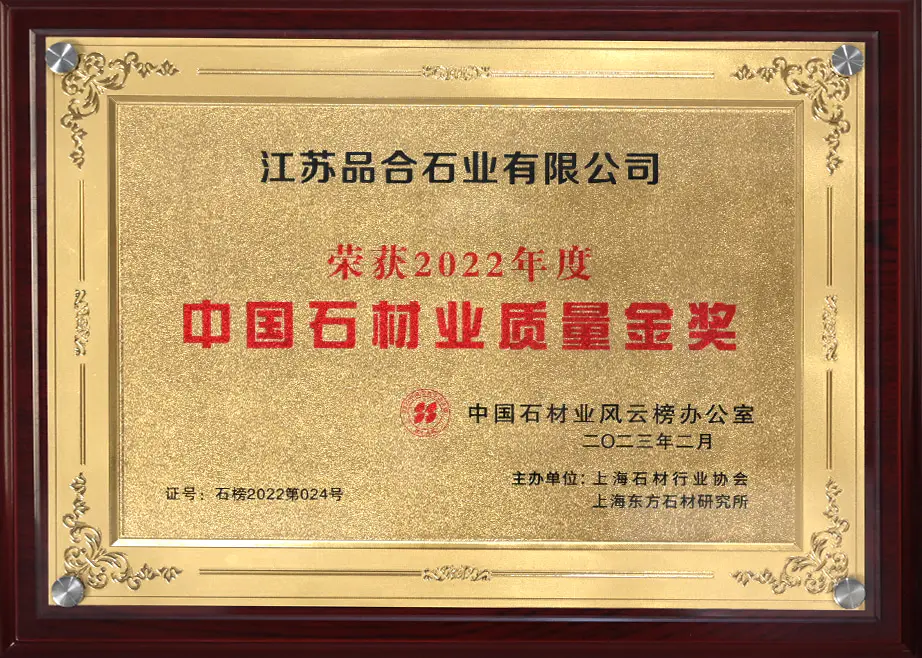 江苏品合石业有限公司
荣获2022年度
中国石材业质量金奖
中国石材业风云榜办公室
二〇二三年二月
主办单位：上海石材行业协会
上海东方石材研究所
证号：石榜2022第024号